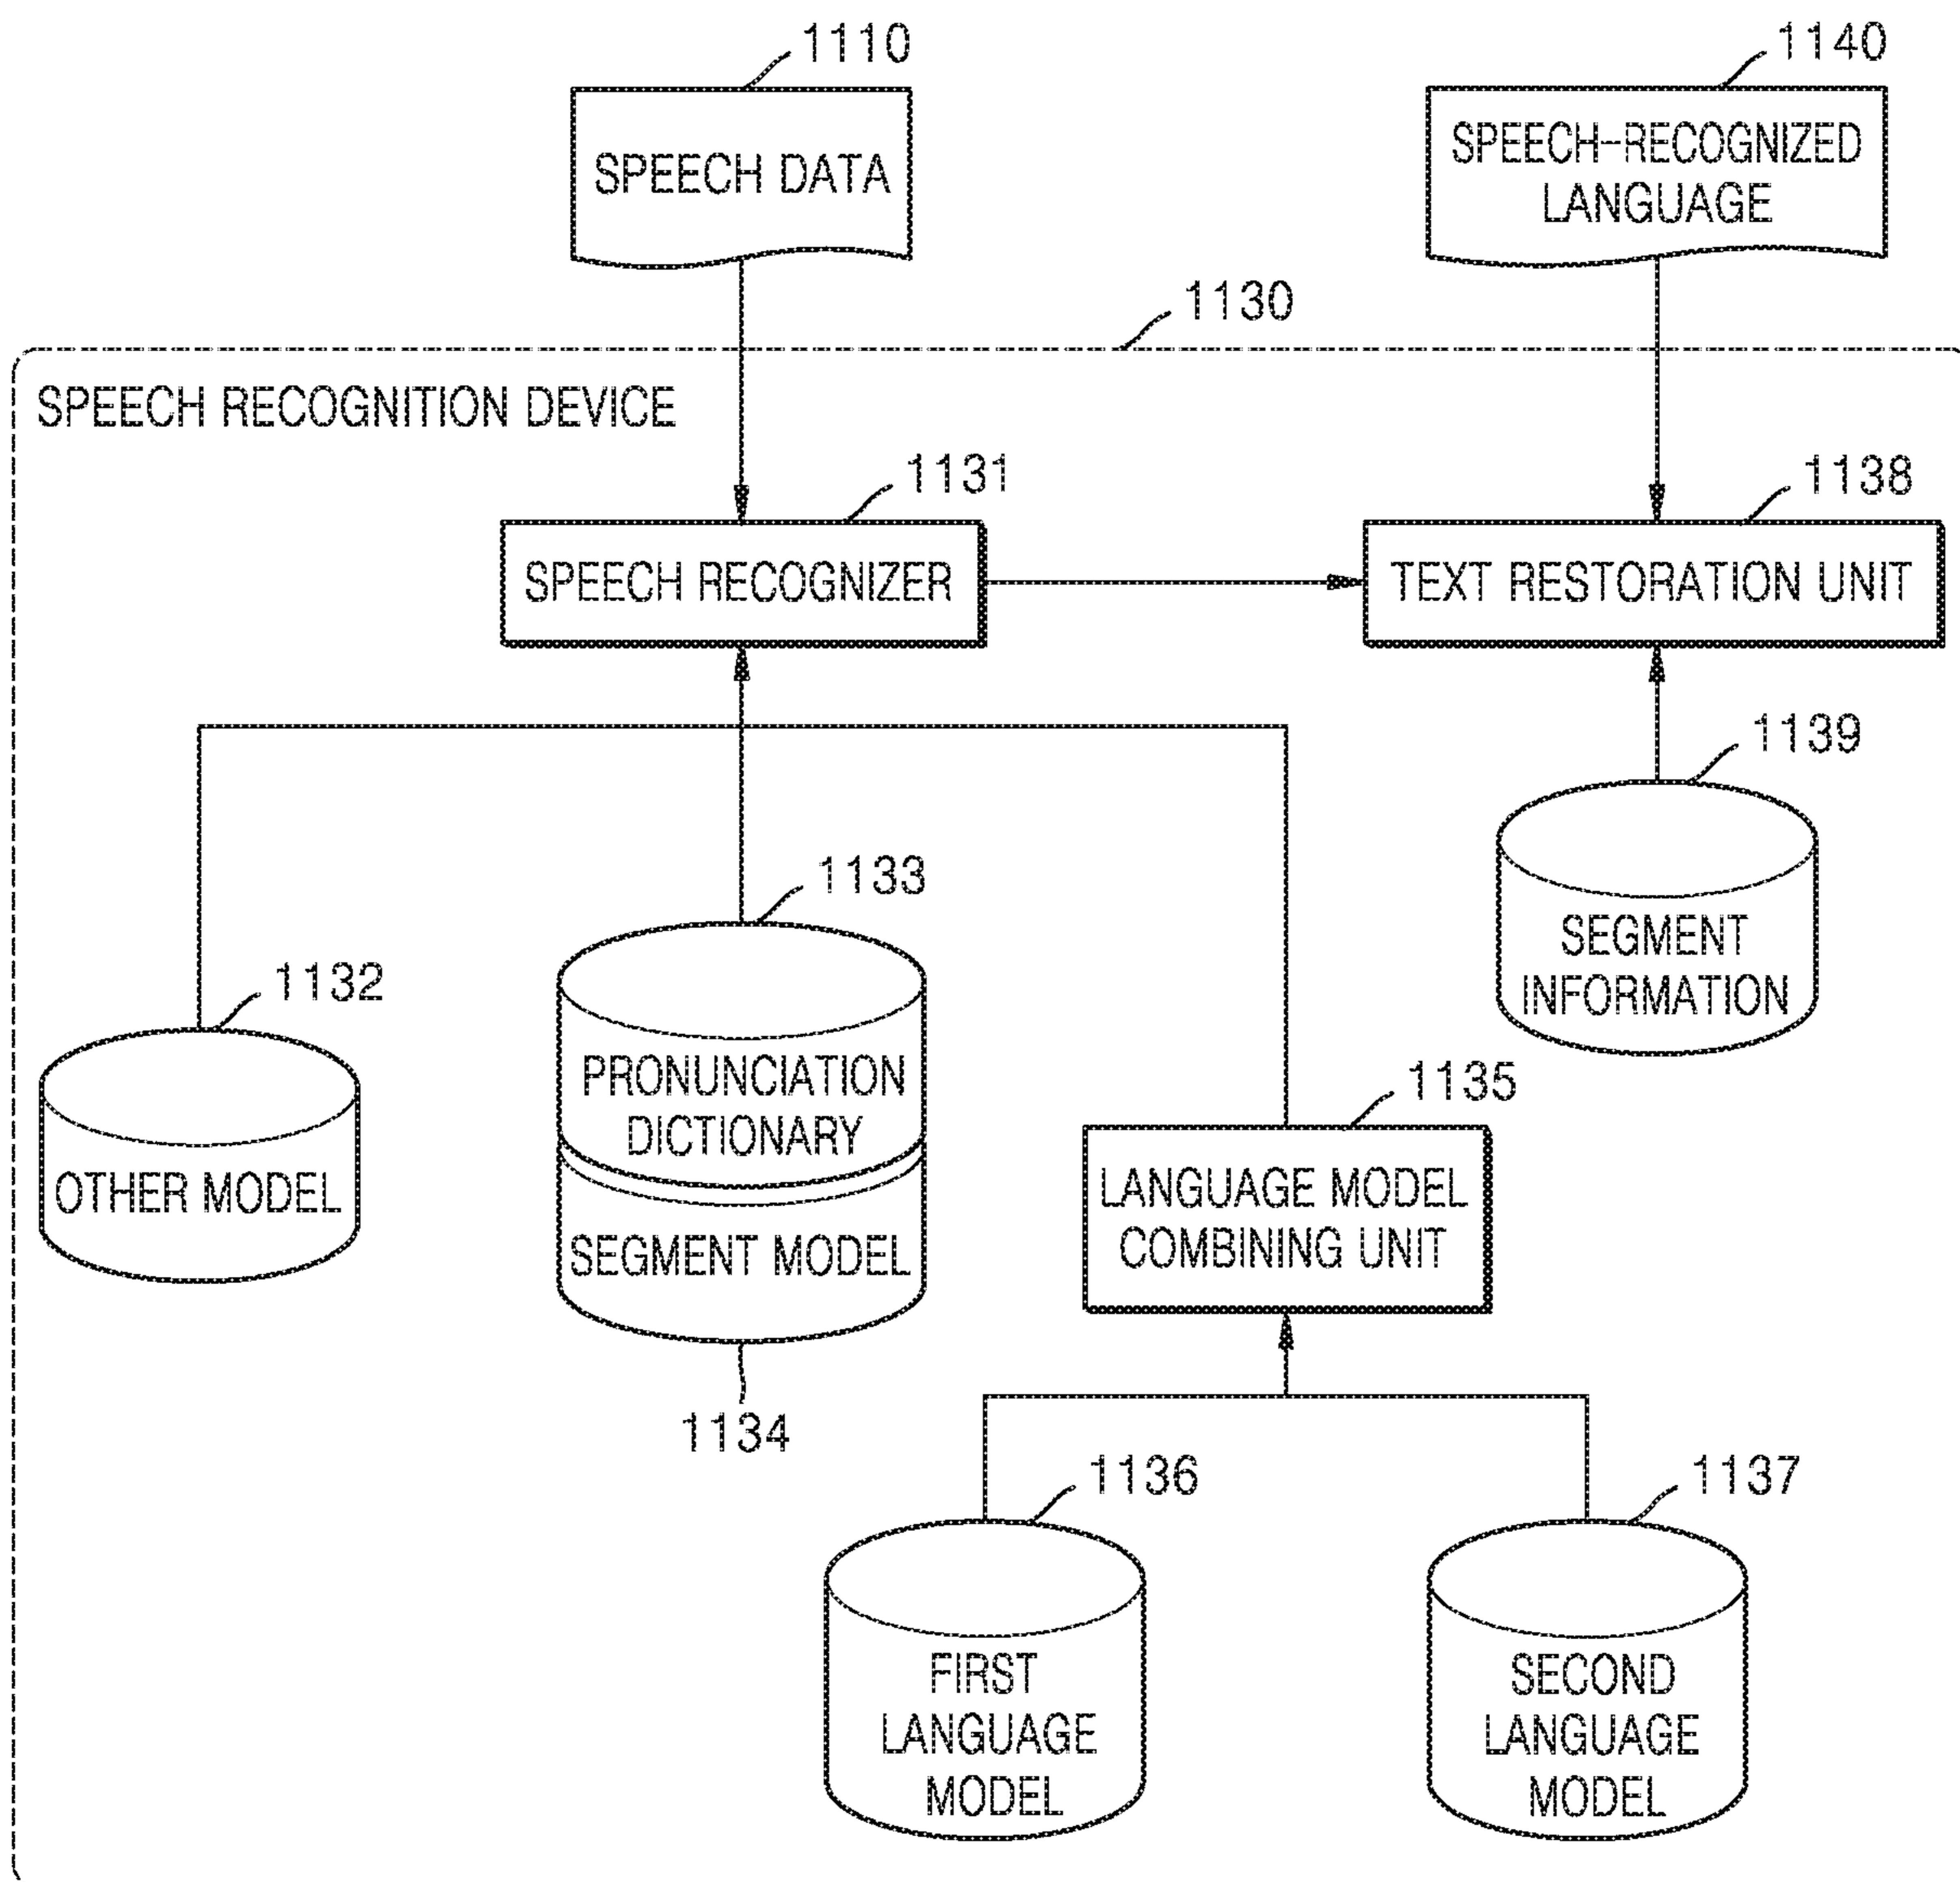 1110
1140
SPEECH DATA
SPEECH-RECOGNIZED
LANGUAGE
1130
SPEECH RECOGNITION DEVICE
1131
1138
SPEECH RECOGNIZER
TEXT RESTORATION UNIT
1139
SEGMENT
INFORMATION
1133
1132
PRONUNCIATION
DICTIONARY
1135
OTHER MODEL
SEGMENT MODEL
LANGUAGE MODEL
COMBINING UNIT
1134
1136
1137
FIRST
LANGUAGE
MODEL
SECOND
LANGUAGE
MODEL